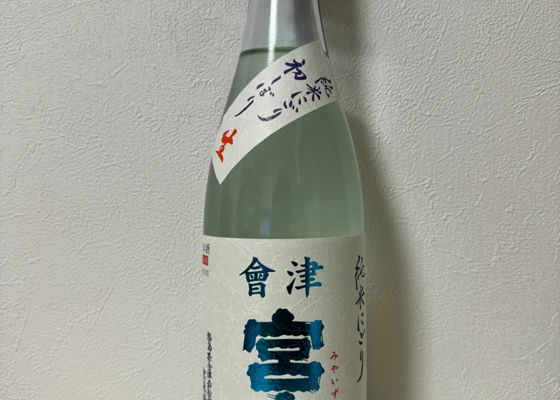 純米にごり
初しぼり
生
會津
宮
みやいず
純米にごり